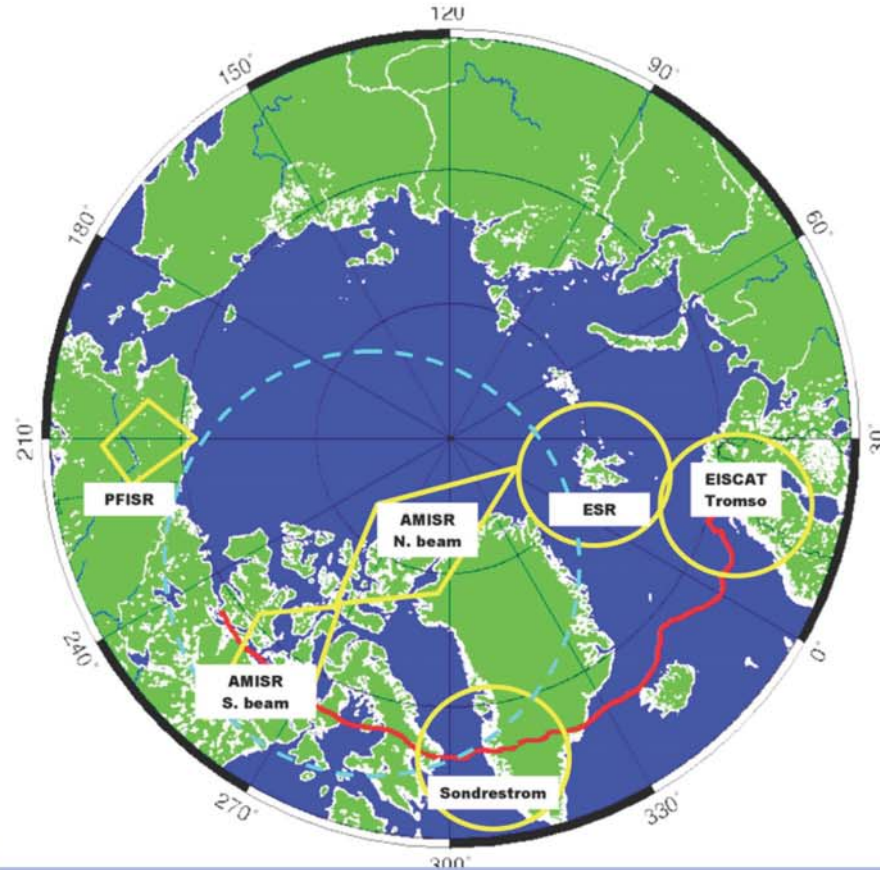 120
150°
90°
180°
60°
210°
30
EISCAT
Tromso
PFISR
ESR
AMISR
N. beam
240°
0°
AMISR
S. beam
Sondrestrom
270°
330°
300°